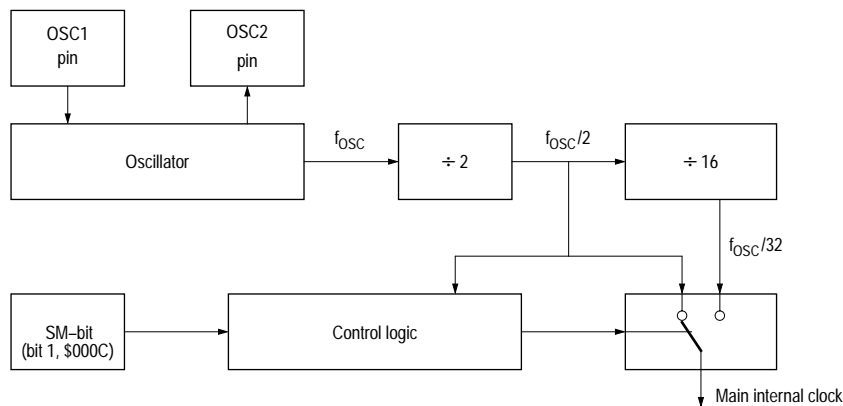 OSC1
pin
OSC2
pin
Oscillator
fOSC
÷ 2
fOSC/2
÷ 16
fOSC/32
SM–bit
(bit 1, $000C)
Control logic
Main internal clock